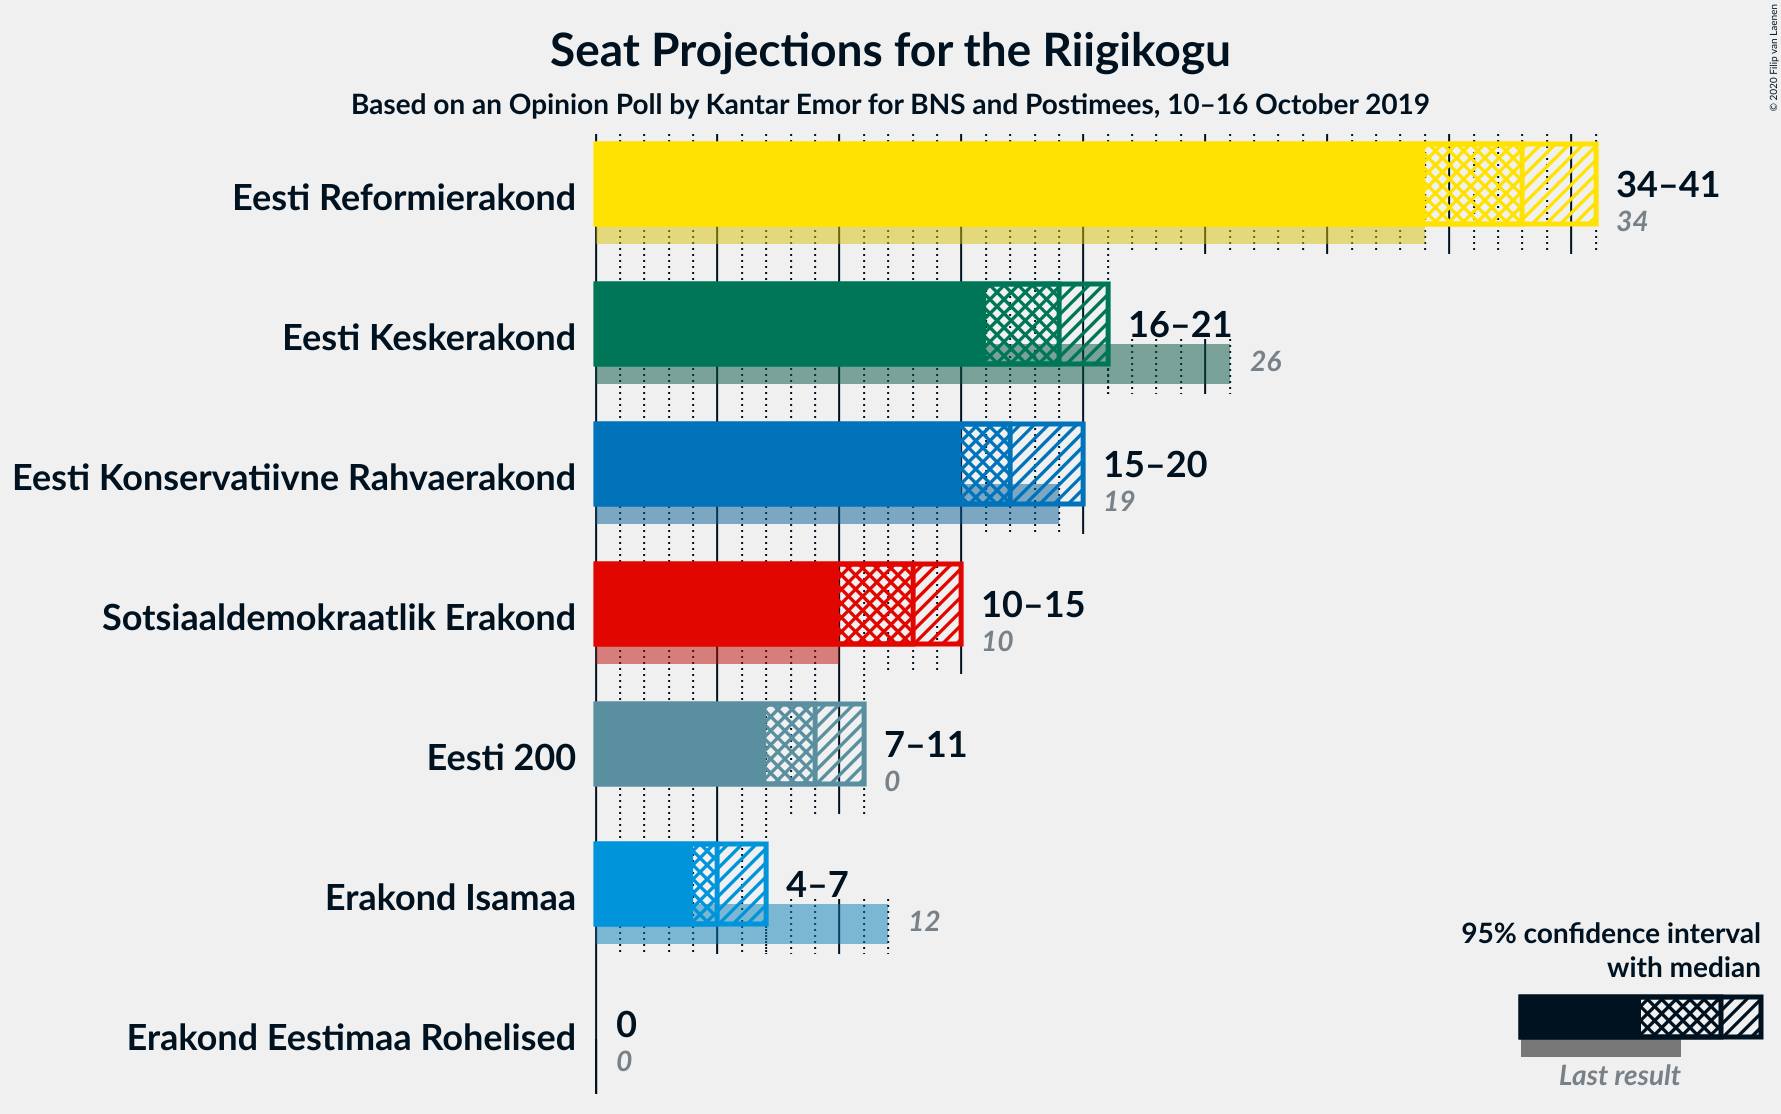 Seat Projections for the Riigikogu
Based on an Opinion Poll by Kantar Emor for BNS and Postimees, 10–16 October 2019
© 2020 Filip van Laenen
Eesti Reformierakond
34–41
34
Eesti Keskerakond
16–21
26
Eesti Konservatiivne Rahvaerakond
15–20
19
Sotsiaaldemokraatlik Erakond
10–15
10
Eesti 200
7–11
0
Erakond Isamaa
4–7
12
Erakond Eestimaa Rohelised
0
0
95% confidence interval
with median
Last result